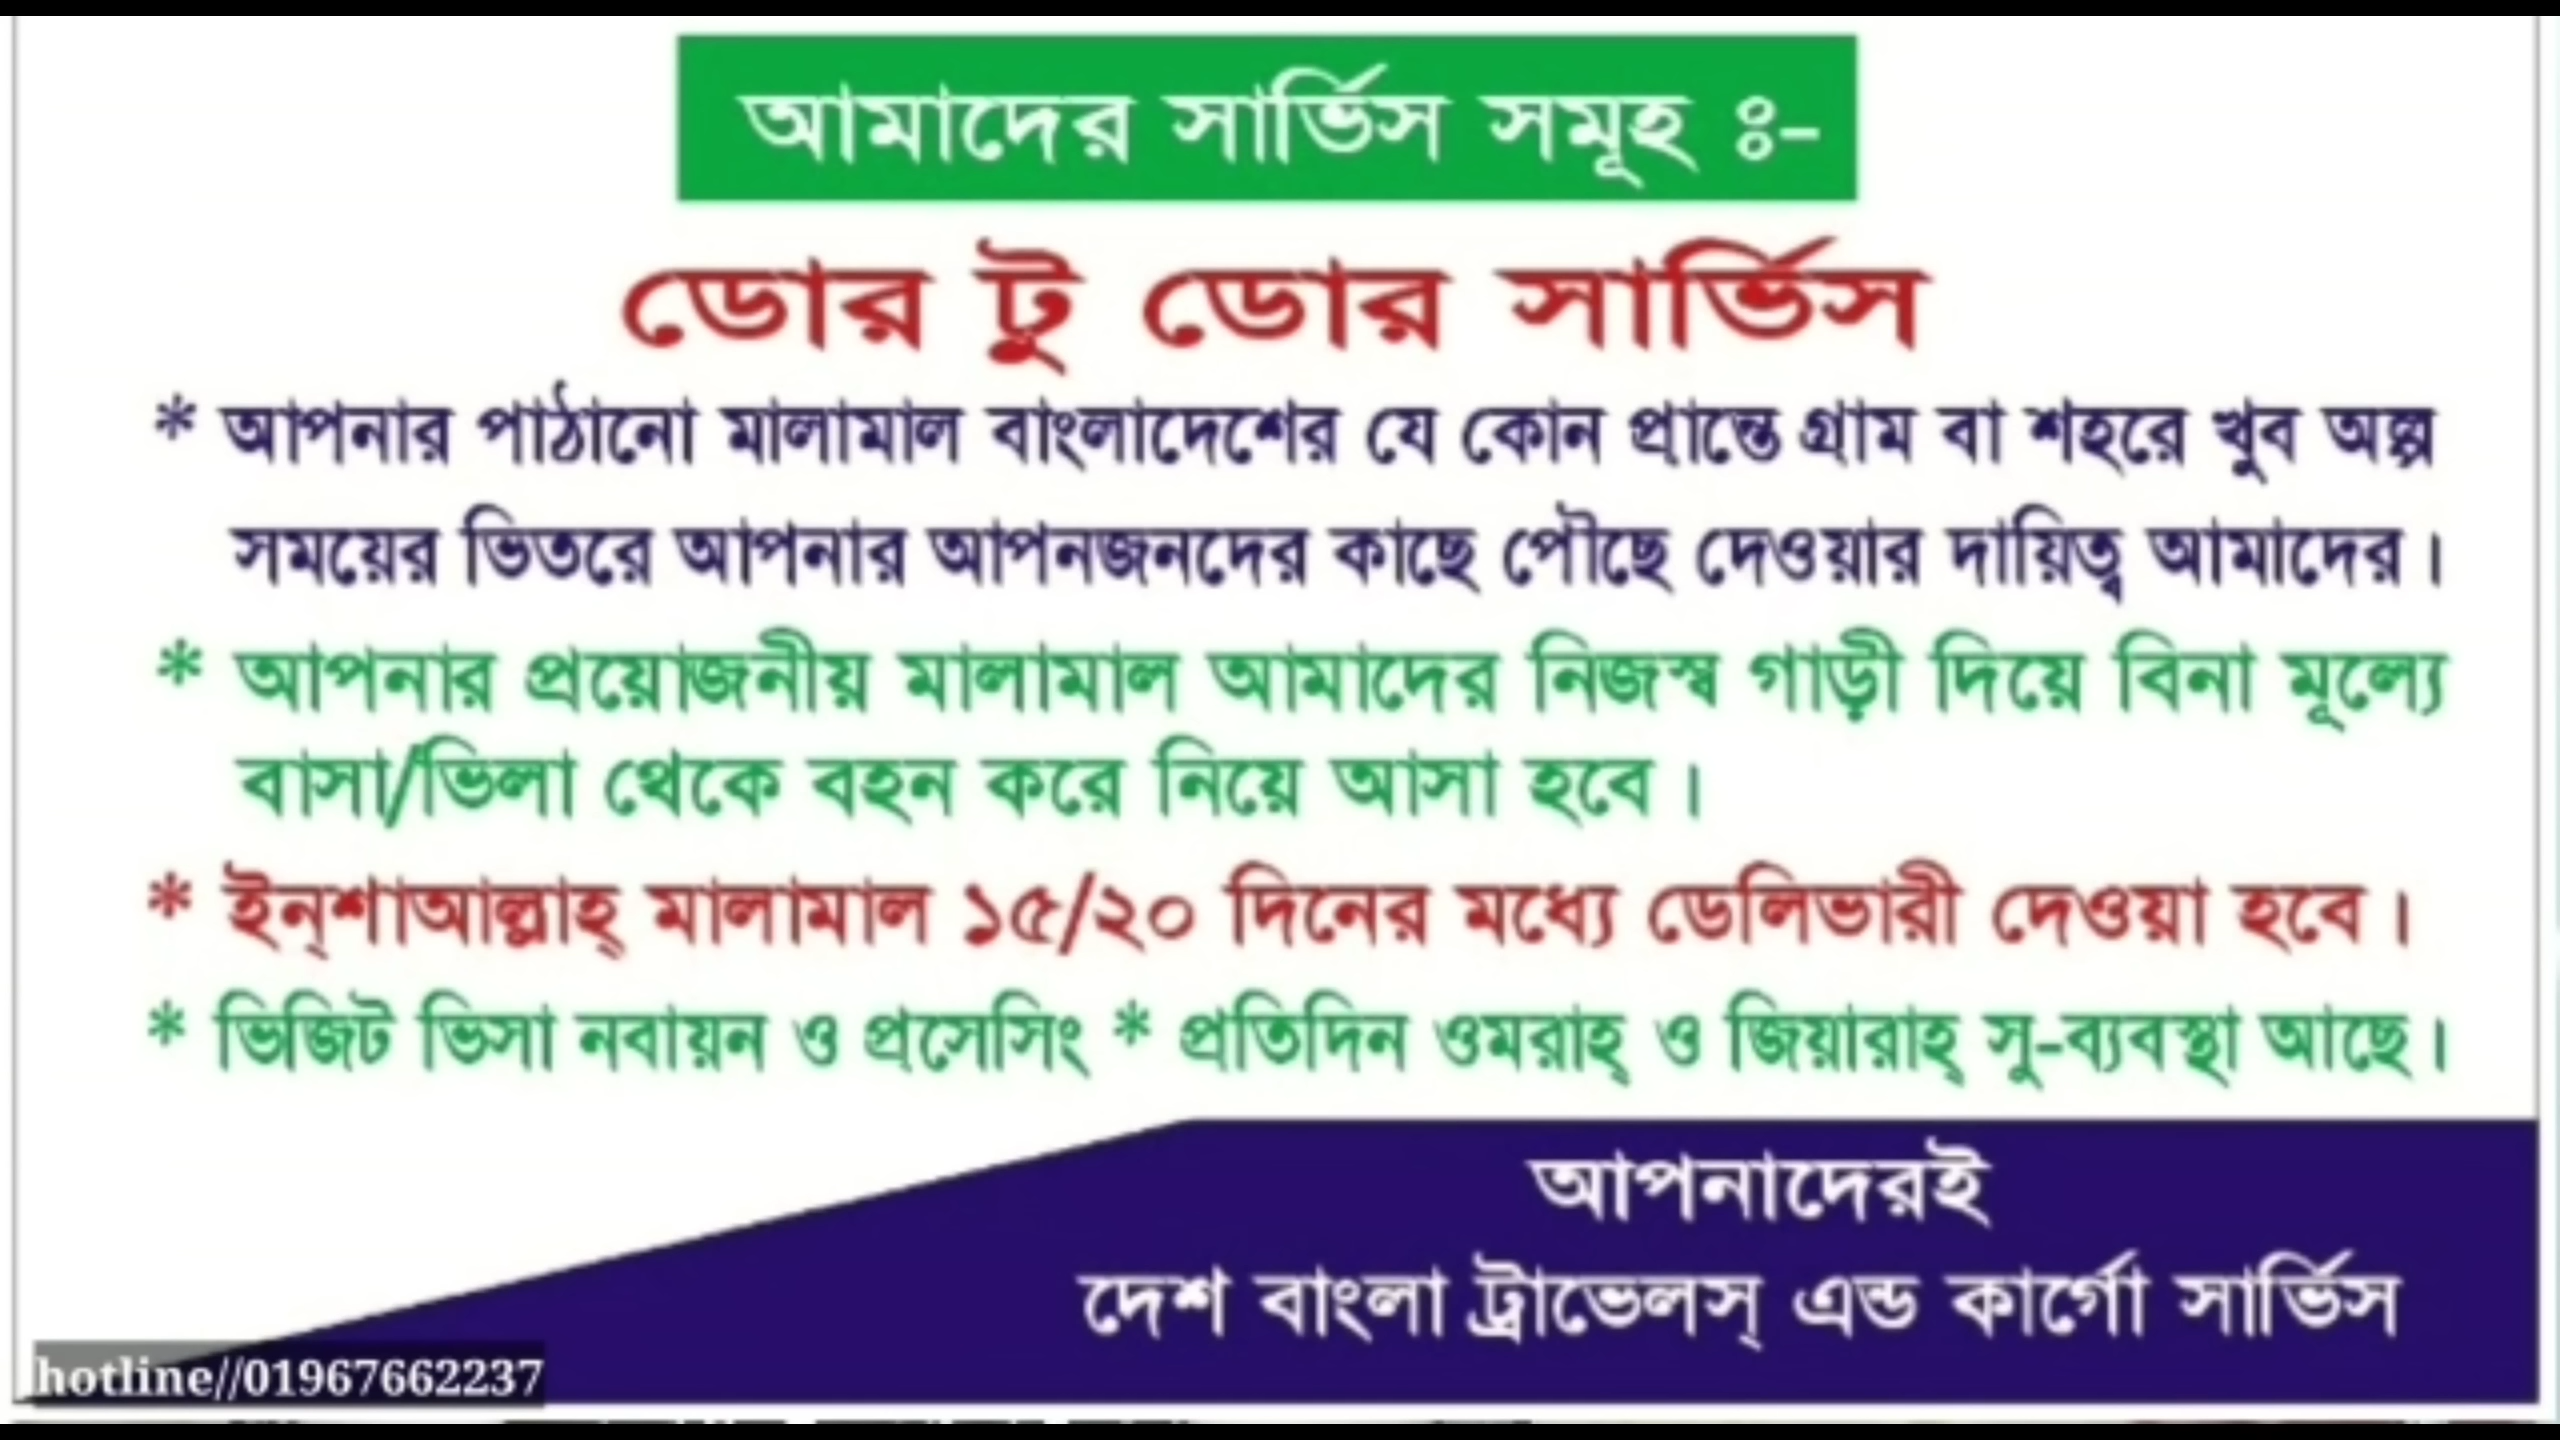 আমাদের সার্ভিস সমূহ ঃ-
ডোর টু ডোর সার্ভিস
* আপনার পাঠানো মালামাল বাংলাদেশের যে কোন প্রান্তে গ্রাম বা শহরে খুব অল্প
সময়ের ভিতরে আপনার আপনজনদের কাছে পৌছে দেওয়ার দায়িত্ব আমাদের।
* আপনার প্রয়োজনীয় মালামাল আমাদের নিজস্ব গাড়ী দিয়ে বিনা মূল্যে
বাসা/ভিলা থেকে বহন করে নিয়ে আসা হবে।
* ইন্‌শাআল্লাহ্ মালামাল ১৫/২০ দিনের মধ্যে ডেলিভারী দেওয়া হবে।
* ভিজিট ভিসা নবায়ন ও প্রসেসিং * প্রতিদিন ওমরাহ্ ও জিয়ারাহ্ সু-ব্যবস্থা আছে।
আপনাদেরই
দেশ বাংলা ট্রাভেলস্ এন্ড কার্গো সার্ভিস
hotline//01967662237